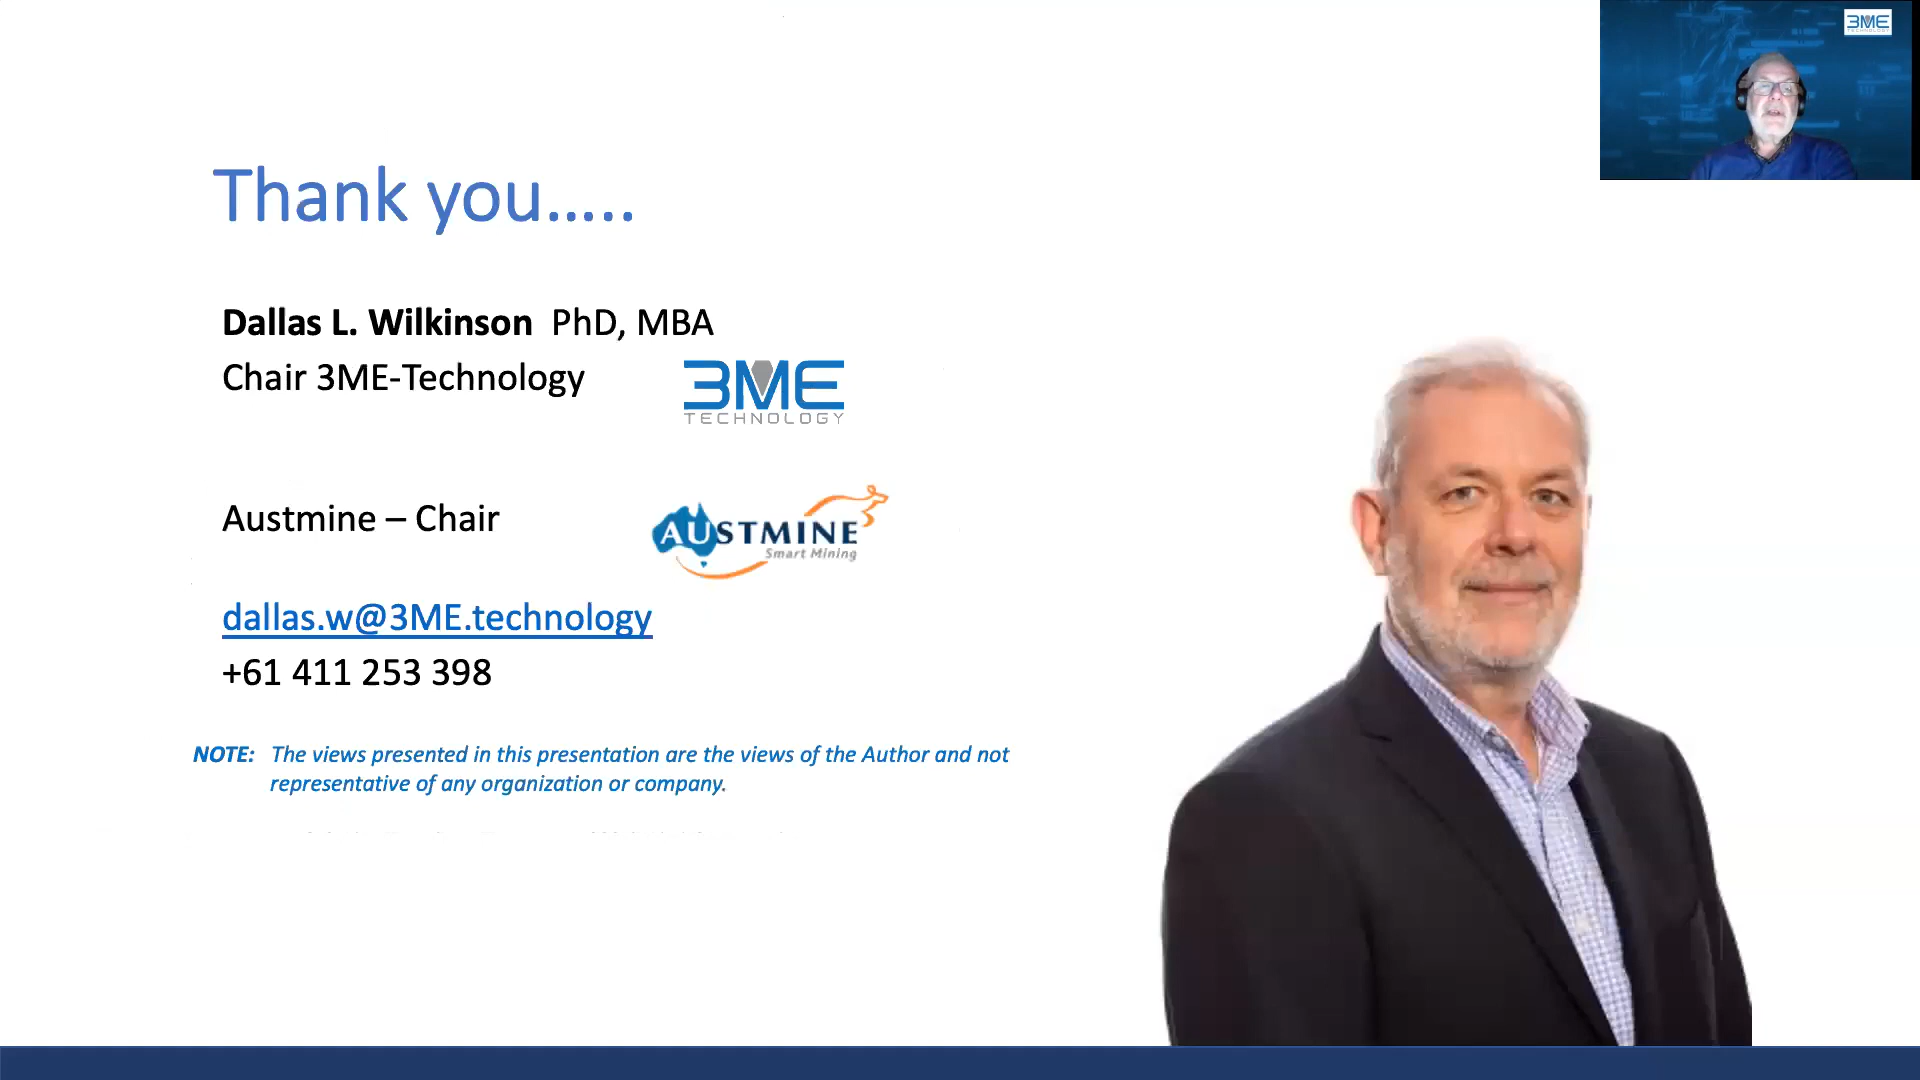 3ME
TECHNOLOGY
Thank you.....
Dallas L. Wilkinson PhD, MBA
Chair 3ME-Technology
3ME
TECHNOLOGY
Austmine – Chair
AUSTMINE
Smart Mining
dallas.w@3ME.technology
+61 411 253 398
NOTE: The views presented in this presentation are the views of the Author and not
representative of any organization or company.